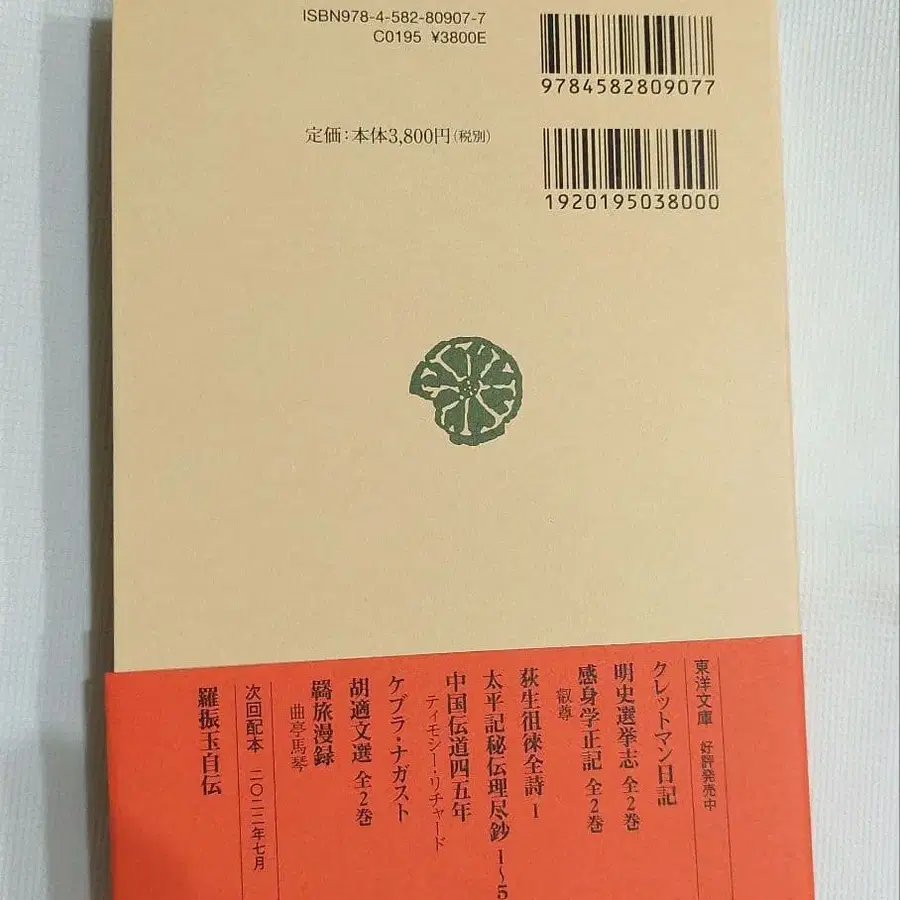 ISBN978-4-582-80907-7
C0195 ¥3800E
9784582809077
定価：本体3,800円（税別）
1920195038000
東洋文庫 好評発売中
クレットマン日記
明史選挙志 全2巻
感身学正記 全2巻
叡尊
荻生徂徠全詩 1
太平記秘伝理尽鈔 1〜5
中国伝道四五年
ティモシー・リチャード
ケブラ・ナガスト
胡適文選 全2巻
羇旅漫録
曲亭馬琴
次回配本 二〇二二年七月
羅振玉自伝